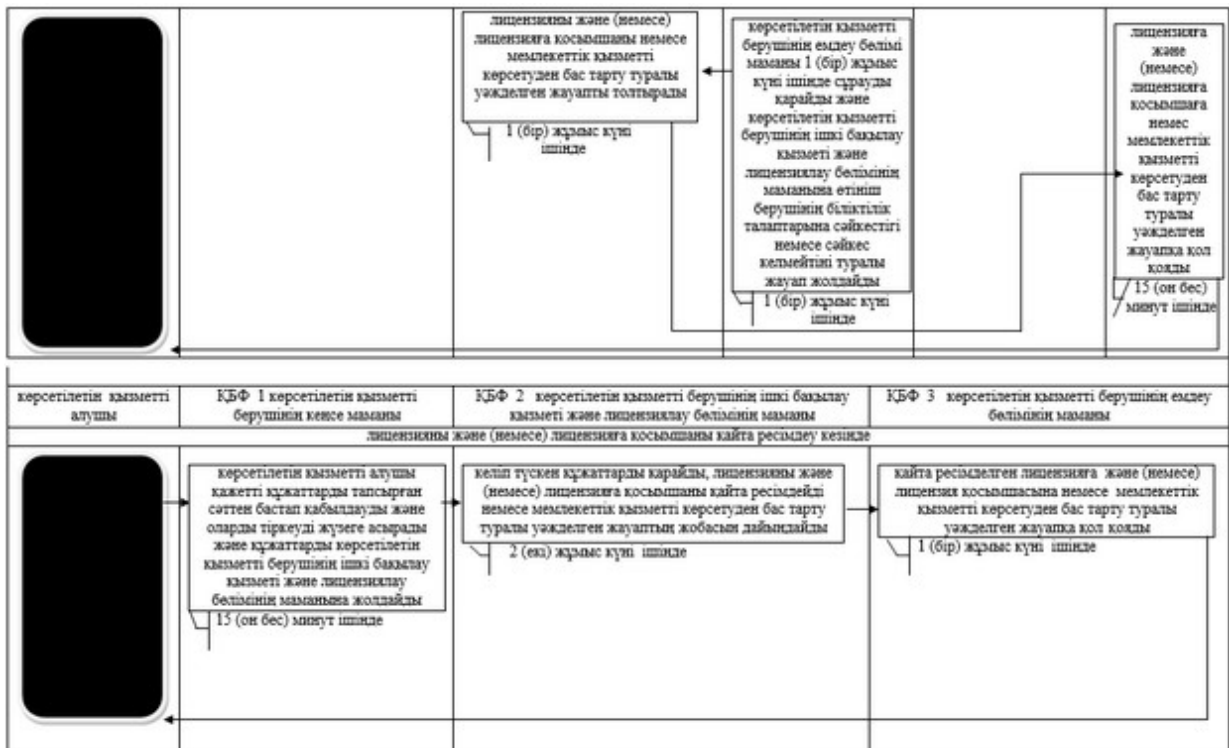 лицензияны және (немесе)
лицензияға қосымшаны немесе
мемлекеттік қызметті
көрсетуден бас тарту туралы
уәжделген жауапты толтырады
1 (бір) жұмыс күні
ішінде
көрсетілетін қызметті
берушінің емдеу бөлімі
маманы 1 (бір) жұмыс
күні ішінде сұрауды
қарайды және
көрсетілетін қызметті
берушінің ішкі бақылау
қызметі және
лицензиялау бөлімінің
маманына өтініш
берушінің біліктілік
талаптарына сәйкестігі
немесе сәйкес
келмейтіні туралы
жауап жолдайды
1 (бір) жұмыс күні
ішінде
лицензияға
және
(немесе)
лицензияға
қосымшаға
немес
мемлекеттік
қызметті
көрсетуден
бас тарту
туралы
уәжделген
жауапқа қол
қояды
15 (он бес)
минут ішінде
көрсетілетін қызметті
алушы
ҚБФ 1 көрсетілетін қызметті
берушінің кеңсе маманы
ҚБФ 2 көрсетілетін қызметті берушінің ішкі бақылау
қызметі және лицензиялау бөлімінің маманы
ҚБФ 3 көрсетілетін қызметті берушінің емдеу
бөлімінің маманы
лицензияны және (немесе) лицензияға қосымшаны қайта ресімдеу кезінде
көрсетілетін қызметті алушы
қажетті құжаттарды тапсырған
сәттен бастап қабылдауды және
оларды тіркеуді жүзеге асырады
және құжаттарды көрсетілетін
қызметті берушінің ішкі бақылау
қызметі және лицензиялау
бөлімінің маманына жолдайды
15 (он бес) минут ішінде
келіп түскен құжаттарды қарайды, лицензияны және
(немесе) лицензияға қосымшаны қайта ресімдейді
немесе мемлекеттік қызметті көрсетуден бас тарту
туралы уәжделген жауаптың жобасын дайындайды
2 (екі) жұмыс күні ішінде
қайта ресімделген лицензияға және (немесе)
лицензия қосымшасына немесе мемлекеттік
қызметті көрсетуден бас тарту туралы
уәжделген жауапқа қол қояды
1 (бір) жұмыс күні ішінде